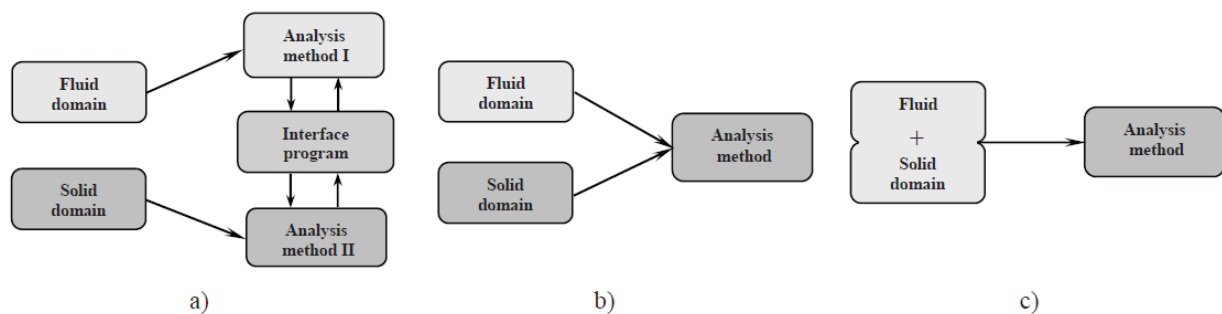 Fluid
domain
Analysis
method I
Interface
program
Solid
domain
Analysis
method II
a)
Fluid
domain
Solid
domain
Analysis
method
b)
Fluid
+
Solid
domain
Analysis
method
c)